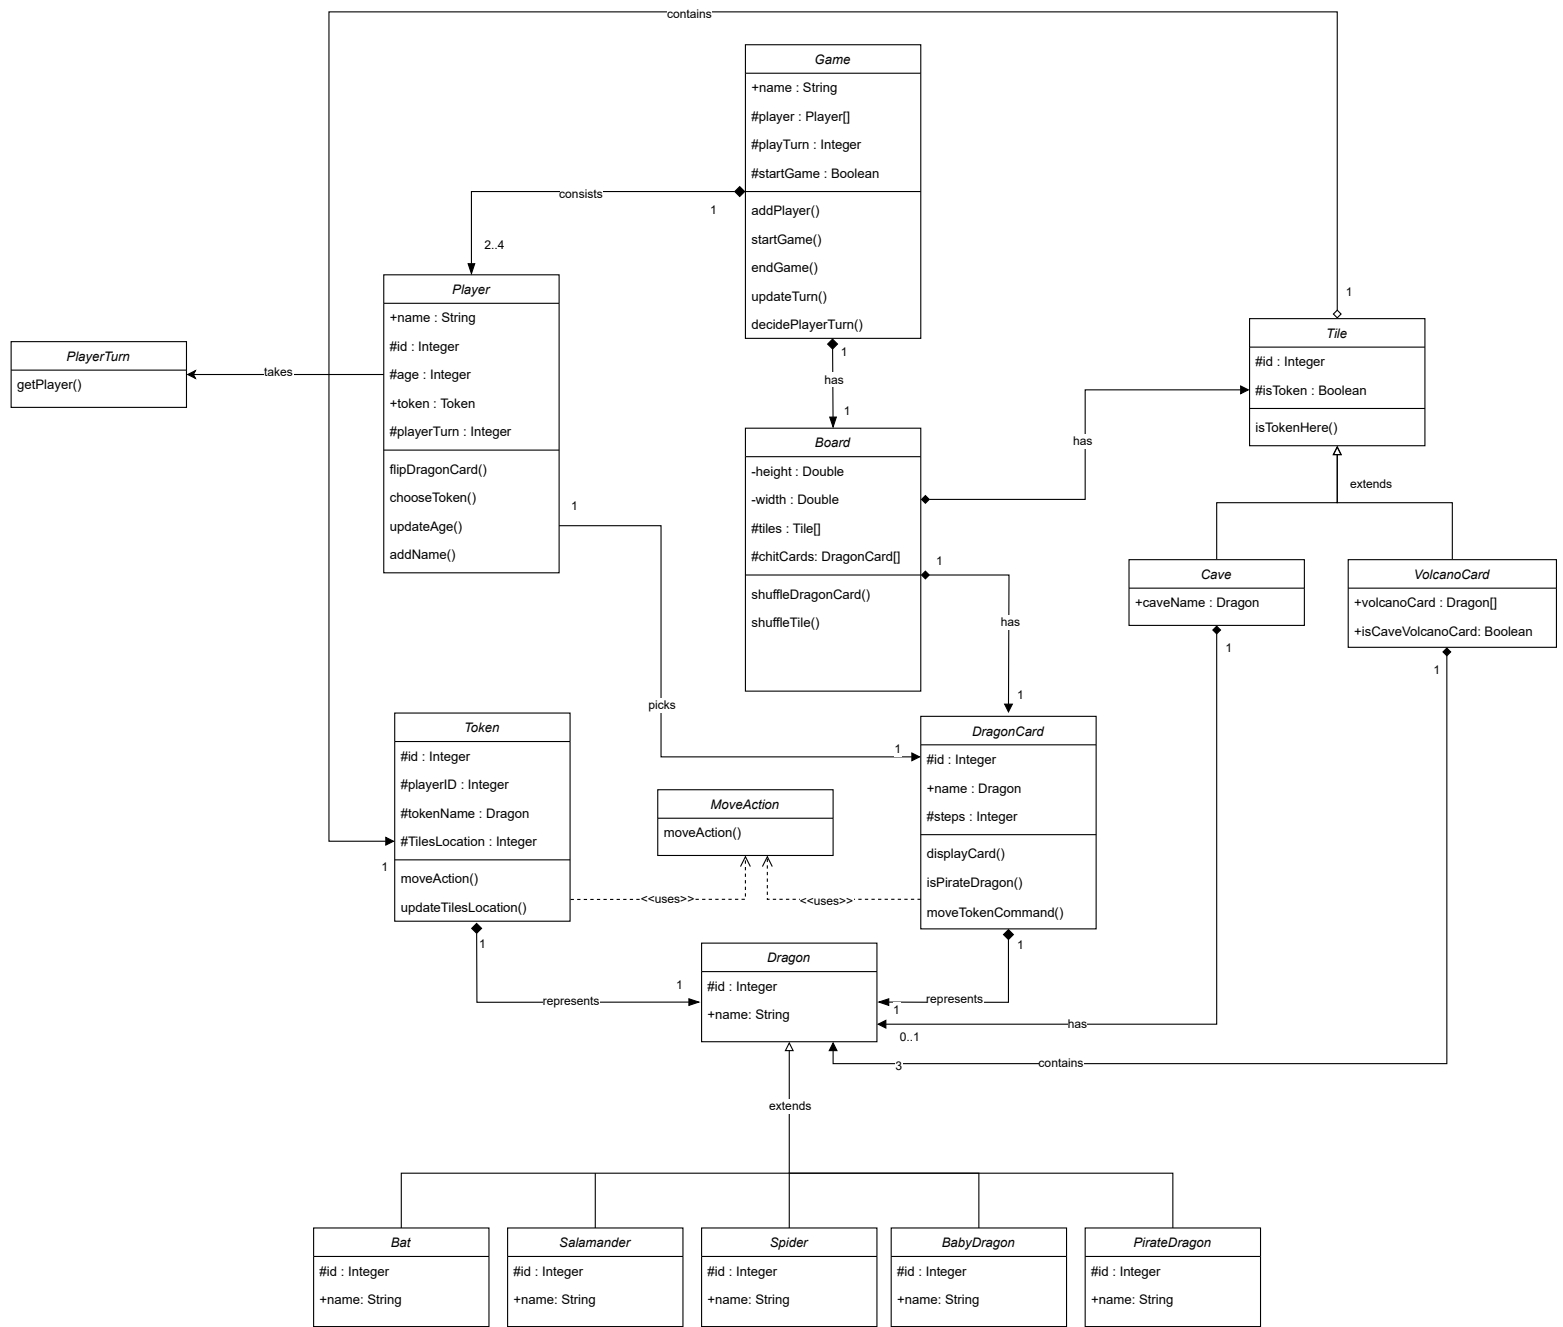 contains
Game
+name : String
#player : Player[]
#playTurn : Integer
#startGame : Boolean
addPlayer()
startGame()
endGame()
updateTurn()
decidePlayerTurn()
consists
1
2..4
Player
+name : String
#id : Integer
#age : Integer
+token : Token
#playerTurn : Integer
flipDragonCard()
chooseToken()
updateAge()
addName()
PlayerTurn
getPlayer()
takes
1
has
1
Board
-height : Double
-width : Double
#tiles : Tile[]
#chitCards: DragonCard[]
shuffleDragonCard()
shuffleTile()
has
1
Tile
#id : Integer
#isToken : Boolean
isTokenHere()
extends
Cave
+caveName : Dragon
1
VolcanoCard
+volcanoCard : Dragon[]
+isCaveVolcanoCard: Boolean
1
1
has
1
1
picks
1
Token
#id : Integer
#playerID : Integer
#tokenName : Dragon
#TilesLocation : Integer
moveAction()
updateTilesLocation()
1
1
MoveAction
moveAction()
<<uses>>
<<uses>>
DragonCard
#id : Integer
+name : Dragon
#steps : Integer
displayCard()
isPirateDragon()
moveTokenCommand()
1
Dragon
#id : Integer
+name: String
represents
1
represents
1
has
0..1
contains
3
extends
Bat
#id : Integer
+name: String
Salamander
#id : Integer
+name: String
Spider
#id : Integer
+name: String
BabyDragon
#id : Integer
+name: String
PirateDragon
#id : Integer
+name: String